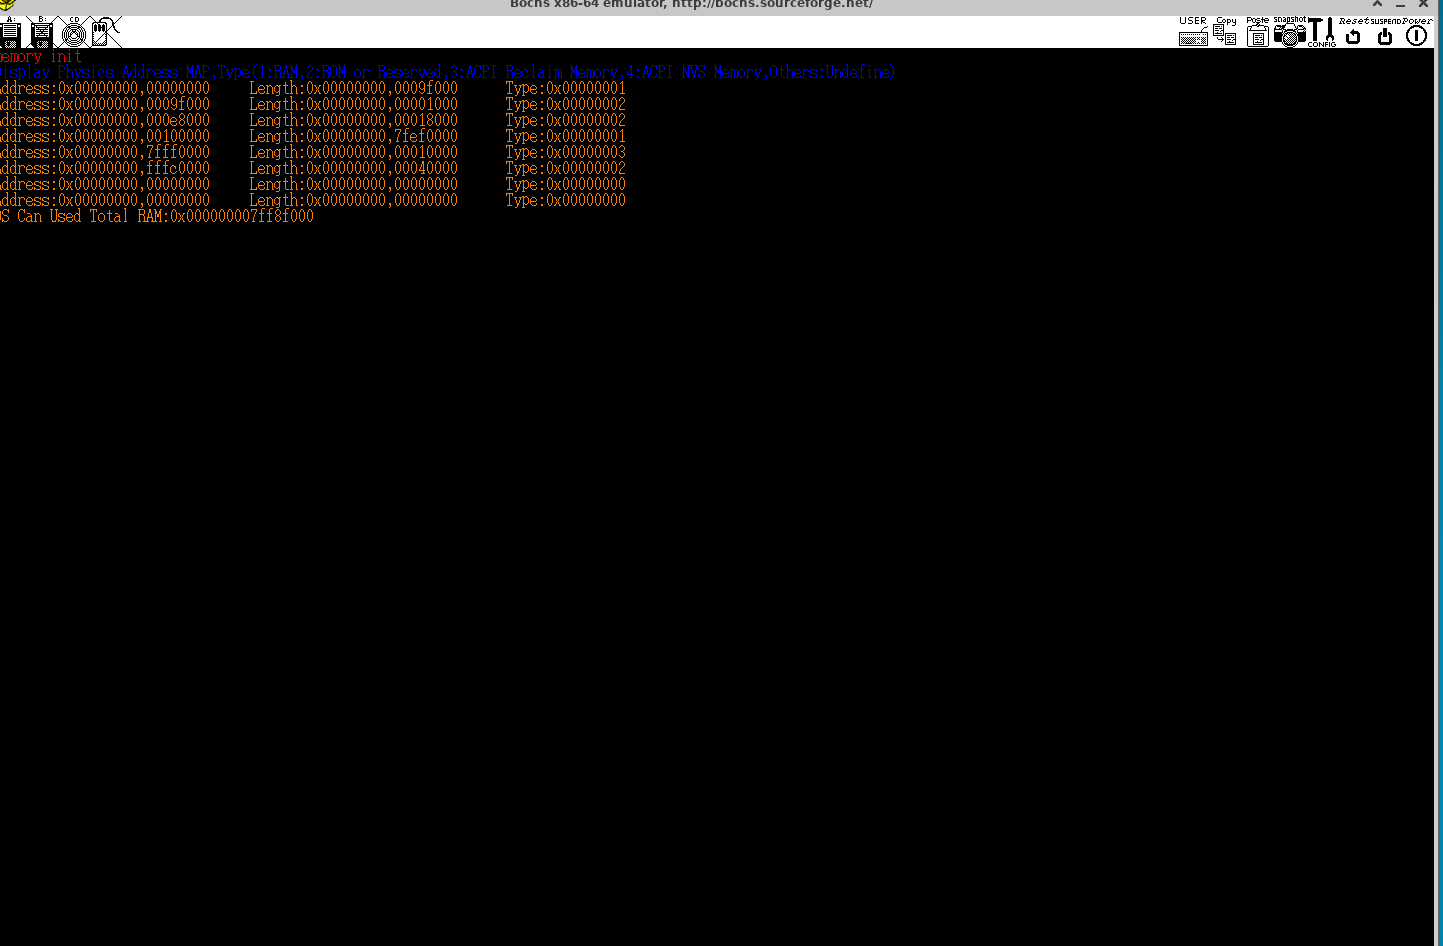 Bochs x86-64 emulator, http://bochs.sourceforge.net/
A: B: CD USER Copy Paste snapshot CONFIG Reset SUSPEND Power
emory init
isplay Physics Address MAP,Type(1:RAM,2:ROM or Reserved,3:ACPI Reclaim Memory,4:ACPI NVS Memory,Others:Undefine)
ddress:0x00000000,00000000 Length:0x00000000,0009f000 Type:0x00000001
ddress:0x00000000,0009f000 Length:0x00000000,00001000 Type:0x00000002
ddress:0x00000000,000e8000 Length:0x00000000,00018000 Type:0x00000002
ddress:0x00000000,00100000 Length:0x00000000,7fef0000 Type:0x00000001
ddress:0x00000000,7fff0000 Length:0x00000000,00010000 Type:0x00000003
ddress:0x00000000,fffc0000 Length:0x00000000,00040000 Type:0x00000002
ddress:0x00000000,00000000 Length:0x00000000,00000000 Type:0x00000000
ddress:0x00000000,00000000 Length:0x00000000,00000000 Type:0x00000000
OS Can Used Total RAM:0x000000007ff8f000